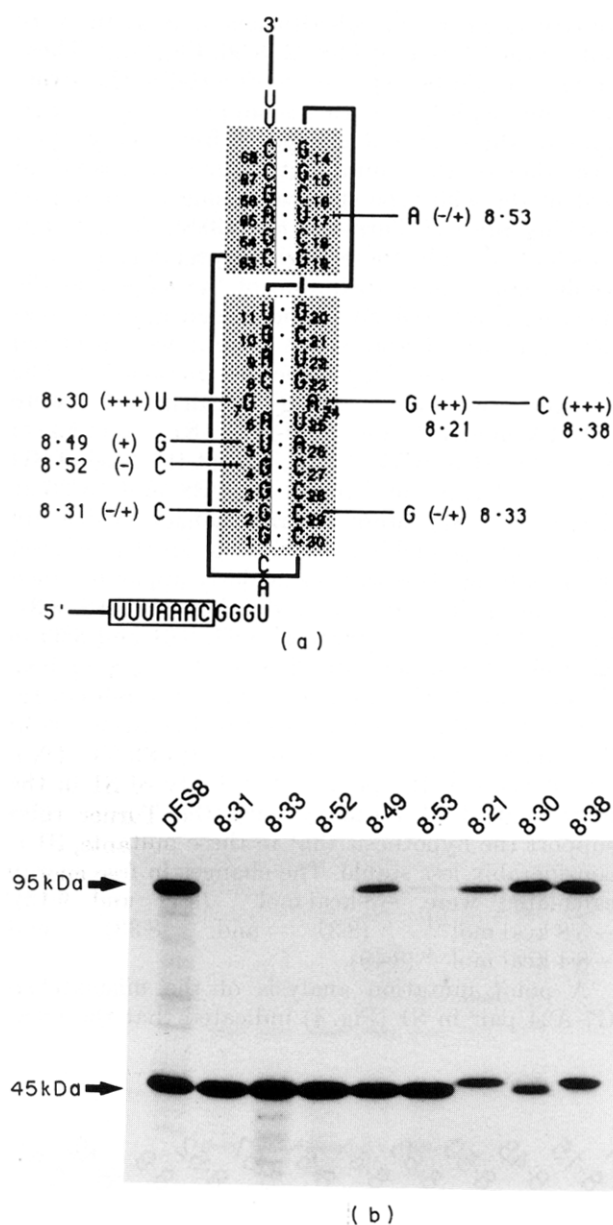 3'
U
U
68 C · G 14
67 C · G 15
66 G · C 16
65 A · U 17 A (-/+) 8·53
64 G · C 18
63 C · G 19
11 U · G 20
10 G · C 21
9 A · U 22
8 C · G 23
8·30 (+++) U G 7 - A 24 G (++) C (+++)
8·21 8·38
6 A · U 25
8·49 (+) G 5 U · A 26
8·52 (-) C 4 G · C 27
3 G · C 28
8·31 (-/+) C 2 G · C 29 G (-/+) 8·33
1 G · C 30
C
A
5' UUUAAACGGGU
(a)
pFS8 8·31 8·33 8·52 8·49 8·53 8·21 8·30 8·38
95kDa
45kDa
(b)